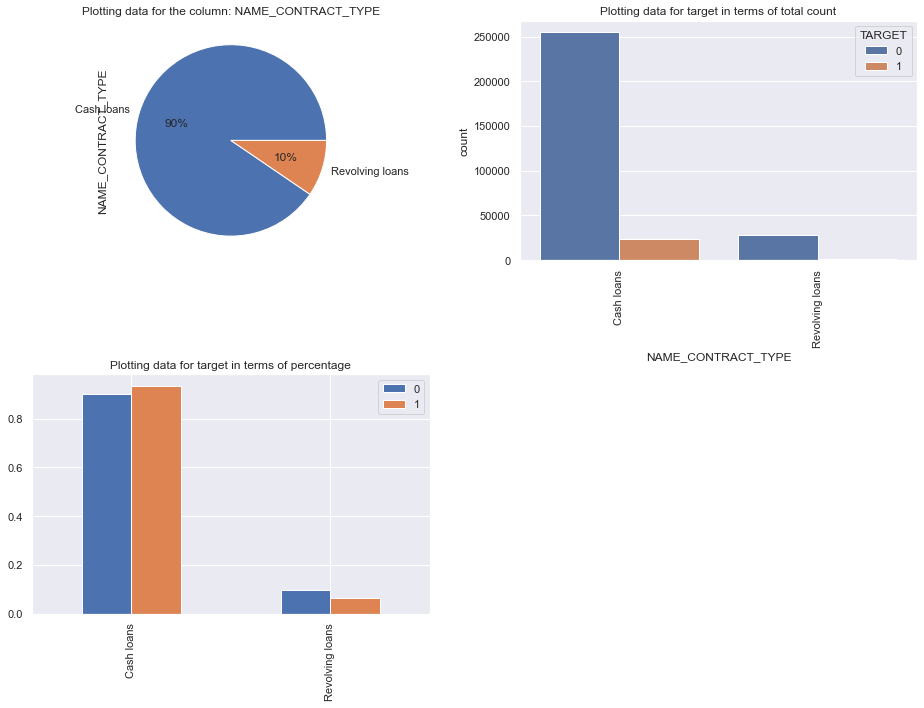 Plotting data for the column: NAME_CONTRACT_TYPE
NAME_CONTRACT_TYPE
Cash loans
90%
10%
Revolving loans
Plotting data for target in terms of total count
count
250000
200000
150000
100000
50000
0
TARGET
0
1
Cash loans
Revolving loans
NAME_CONTRACT_TYPE
Plotting data for target in terms of percentage
0.8
0.6
0.4
0.2
0.0
0
1
Cash loans
Revolving loans